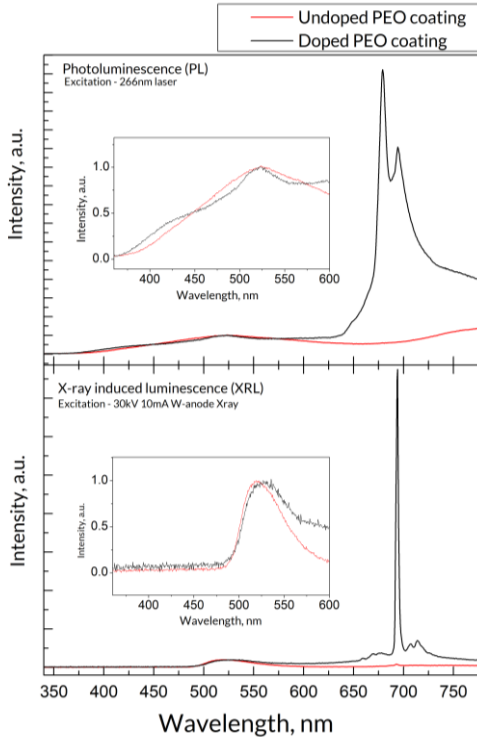 Undoped PEO coating
Doped PEO coating
Photoluminescence (PL)
Excitation - 266nm laser
Intensity, a.u.
Intensity, a.u.
1.0
0.5
0.0
400 450 500 550 600
Wavelength, nm
X-ray induced luminescence (XRL)
Excitation - 30kV 10mA W-anode Xray
Intensity, a.u.
Intensity, a.u.
1.0
0.5
0.0
400 450 500 550 600
Wavelength, nm
350 400 450 500 550 600 650 700 750
Wavelength, nm